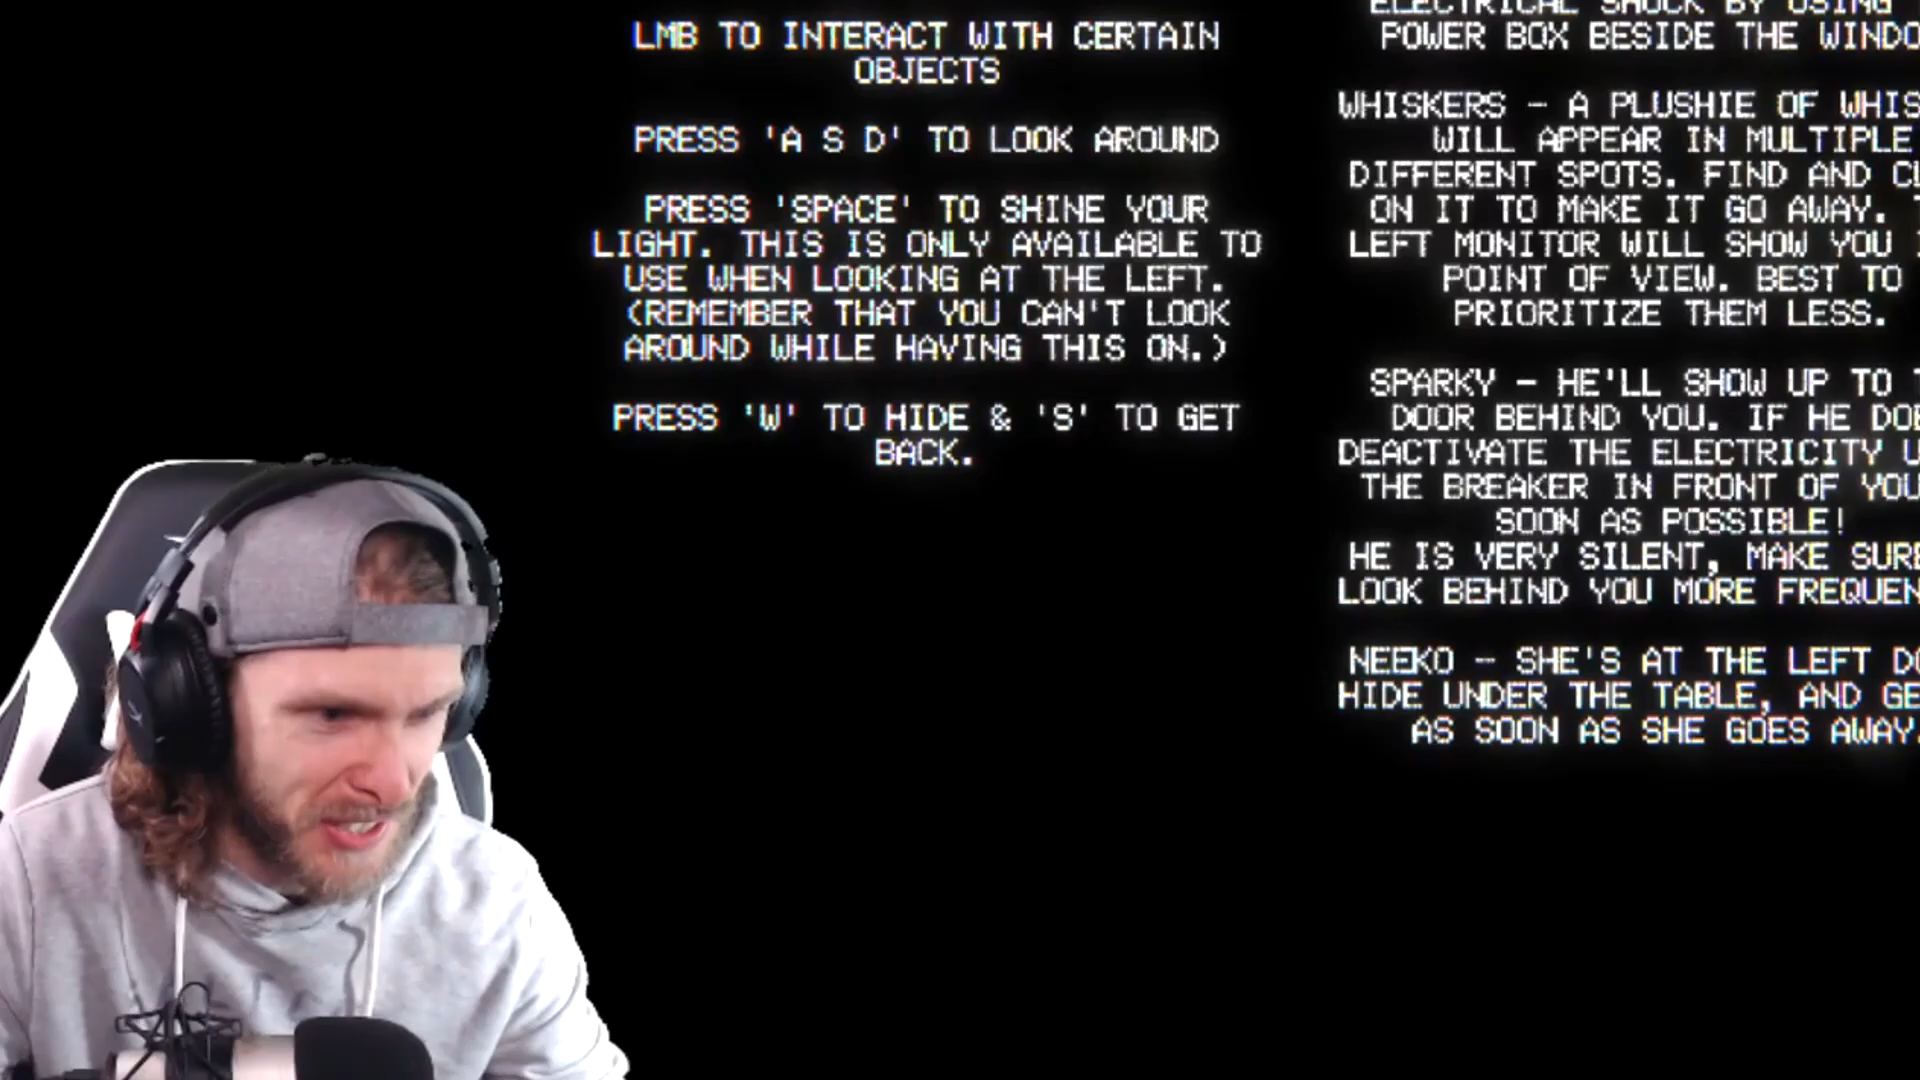 LMB TO INTERACT WITH CERTAIN
OBJECTS
PRESS 'A S D' TO LOOK AROUND
PRESS 'SPACE' TO SHINE YOUR
LIGHT. THIS IS ONLY AVAILABLE TO
USE WHEN LOOKING AT THE LEFT.
(REMEMBER THAT YOU CAN'T LOOK
AROUND WHILE HAVING THIS ON.)
PRESS 'W' TO HIDE & 'S' TO GET
BACK.
ELECTRICAL SHOCK BY USING
POWER BOX BESIDE THE
WHISKERS - A PLUSHIE OF
WILL APPEAR IN MULTIPLE
DIFFERENT SPOTS. FIND AND
ON IT TO MAKE IT GO AWAY.
LEFT MONITOR WILL SHOW YOU
POINT OF VIEW. BEST TO
PRIORITIZE THEM LESS.
SPARKY - HE'LL SHOW UP TO
DOOR BEHIND YOU. IF HE
DEACTIVATE THE ELECTRICITY
THE BREAKER IN FRONT OF
SOON AS POSSIBLE!
HE IS VERY SILENT, MAKE
LOOK BEHIND YOU MORE
NEEKO - SHE'S AT THE LEFT
HIDE UNDER THE TABLE, AND
AS SOON AS SHE GOES AWAY.